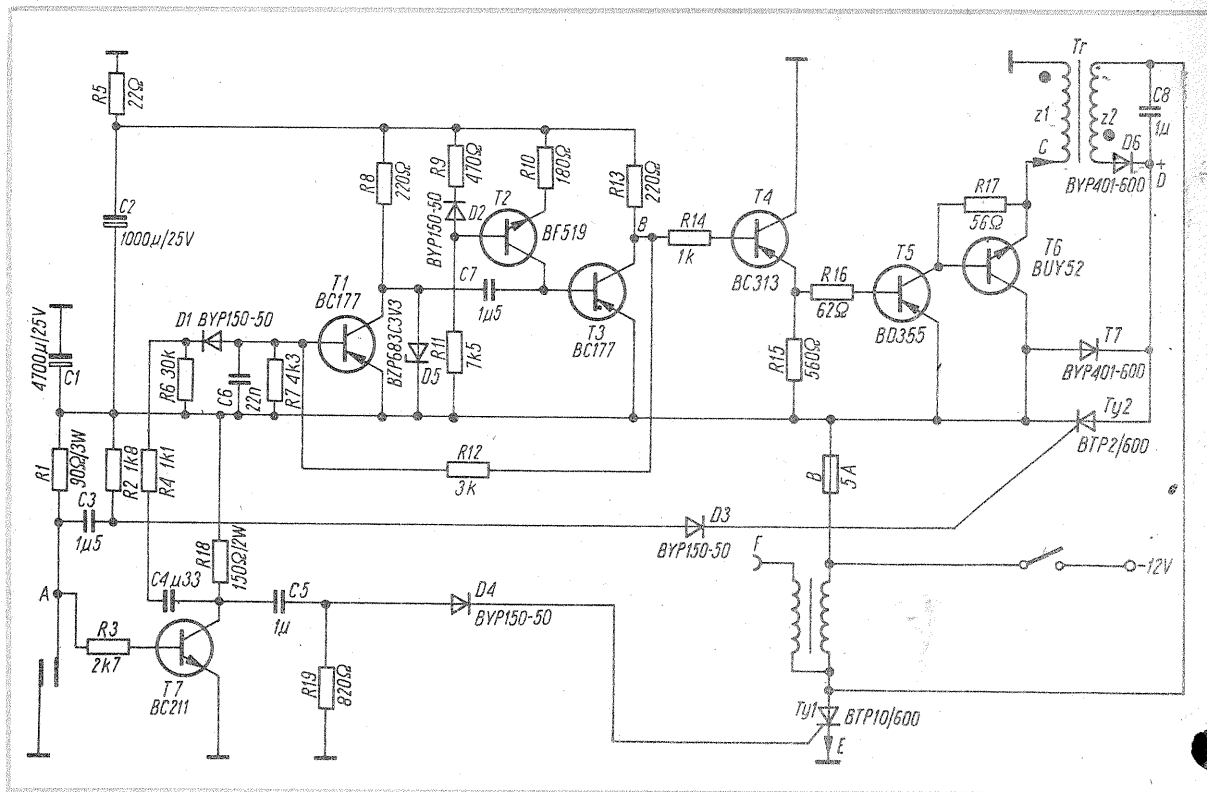 Tr
R5
22Ω
z1
z2
C8
1μ
C
D6
+
D
BYP401-600
C2
1000μ/25V
R8
220Ω
R9
470Ω
R10
180Ω
R13
220Ω
BYP150-50
D2
T2
BF519
B
R14
1k
T4
BC313
R17
56Ω
T5
T6
BUY52
C7
1μ5
R16
62Ω
BD355
T1
BC177
D1 BYP150-50
T3
BC177
4700μ/25V
C1
R6 30k
C6
22n
R7 4k3
BZP683C3V3
D5
R11
7k5
R15
560Ω
T7
BYP401-600
Ty2
BTP2/600
R1
90Ω/3W
R2 1k8
R4 1k1
R12
3k
B
5A
C3
1μ5
D3
BYP150-50
R18
150Ω/2W
F
-12V
A
C4 μ33
C5
1μ
D4
BYP150-50
R3
2k7
T7
BC211
R19
820Ω
Ty1
BTP10/600
E